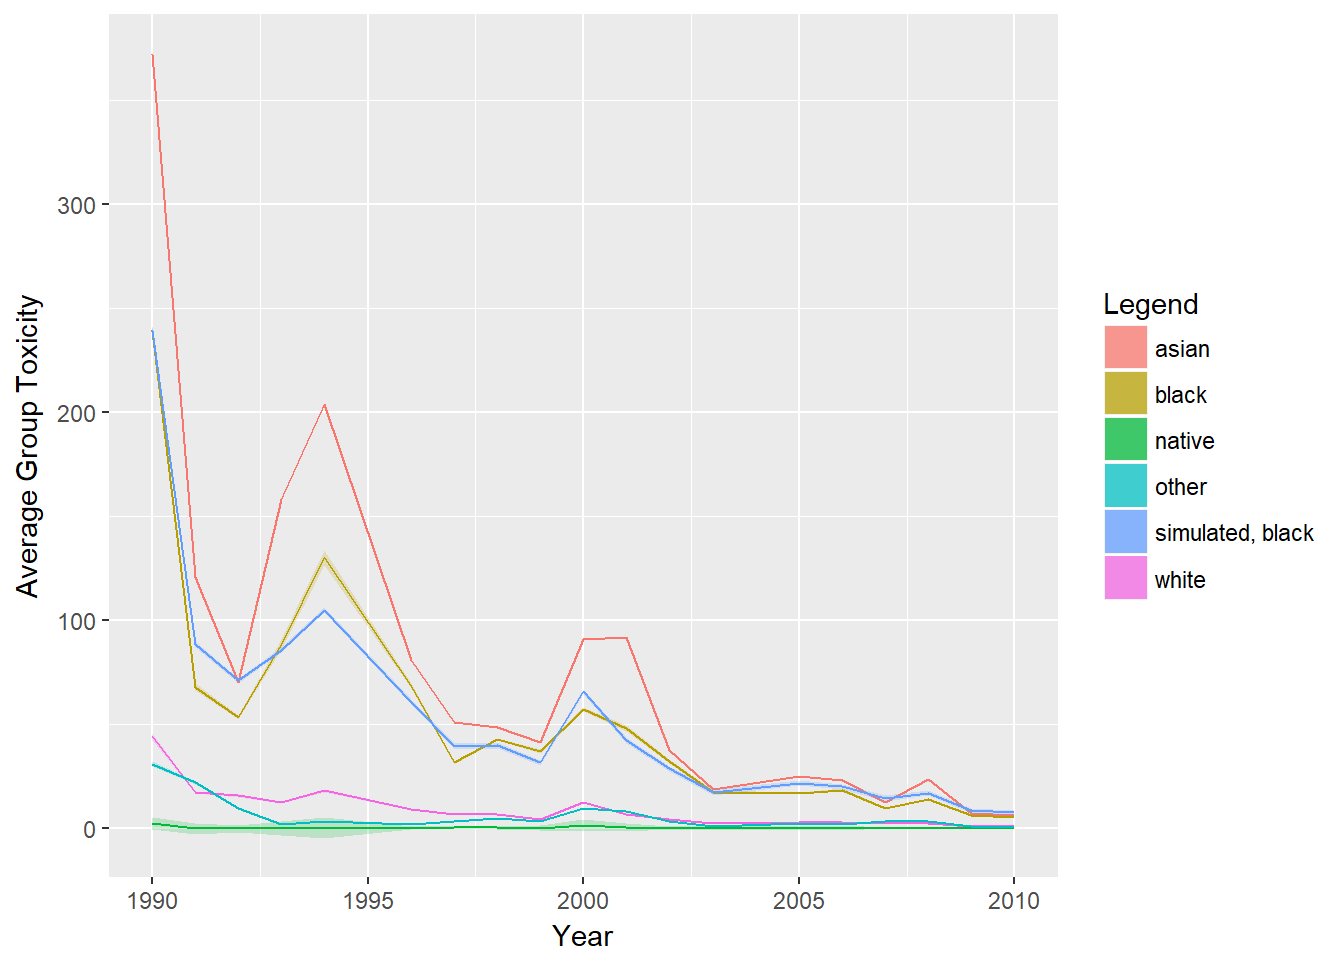 Average Group Toxicity
300
200
100
0
1990
1995
2000
2005
2010
Year
Legend
asian
black
native
other
simulated, black
white